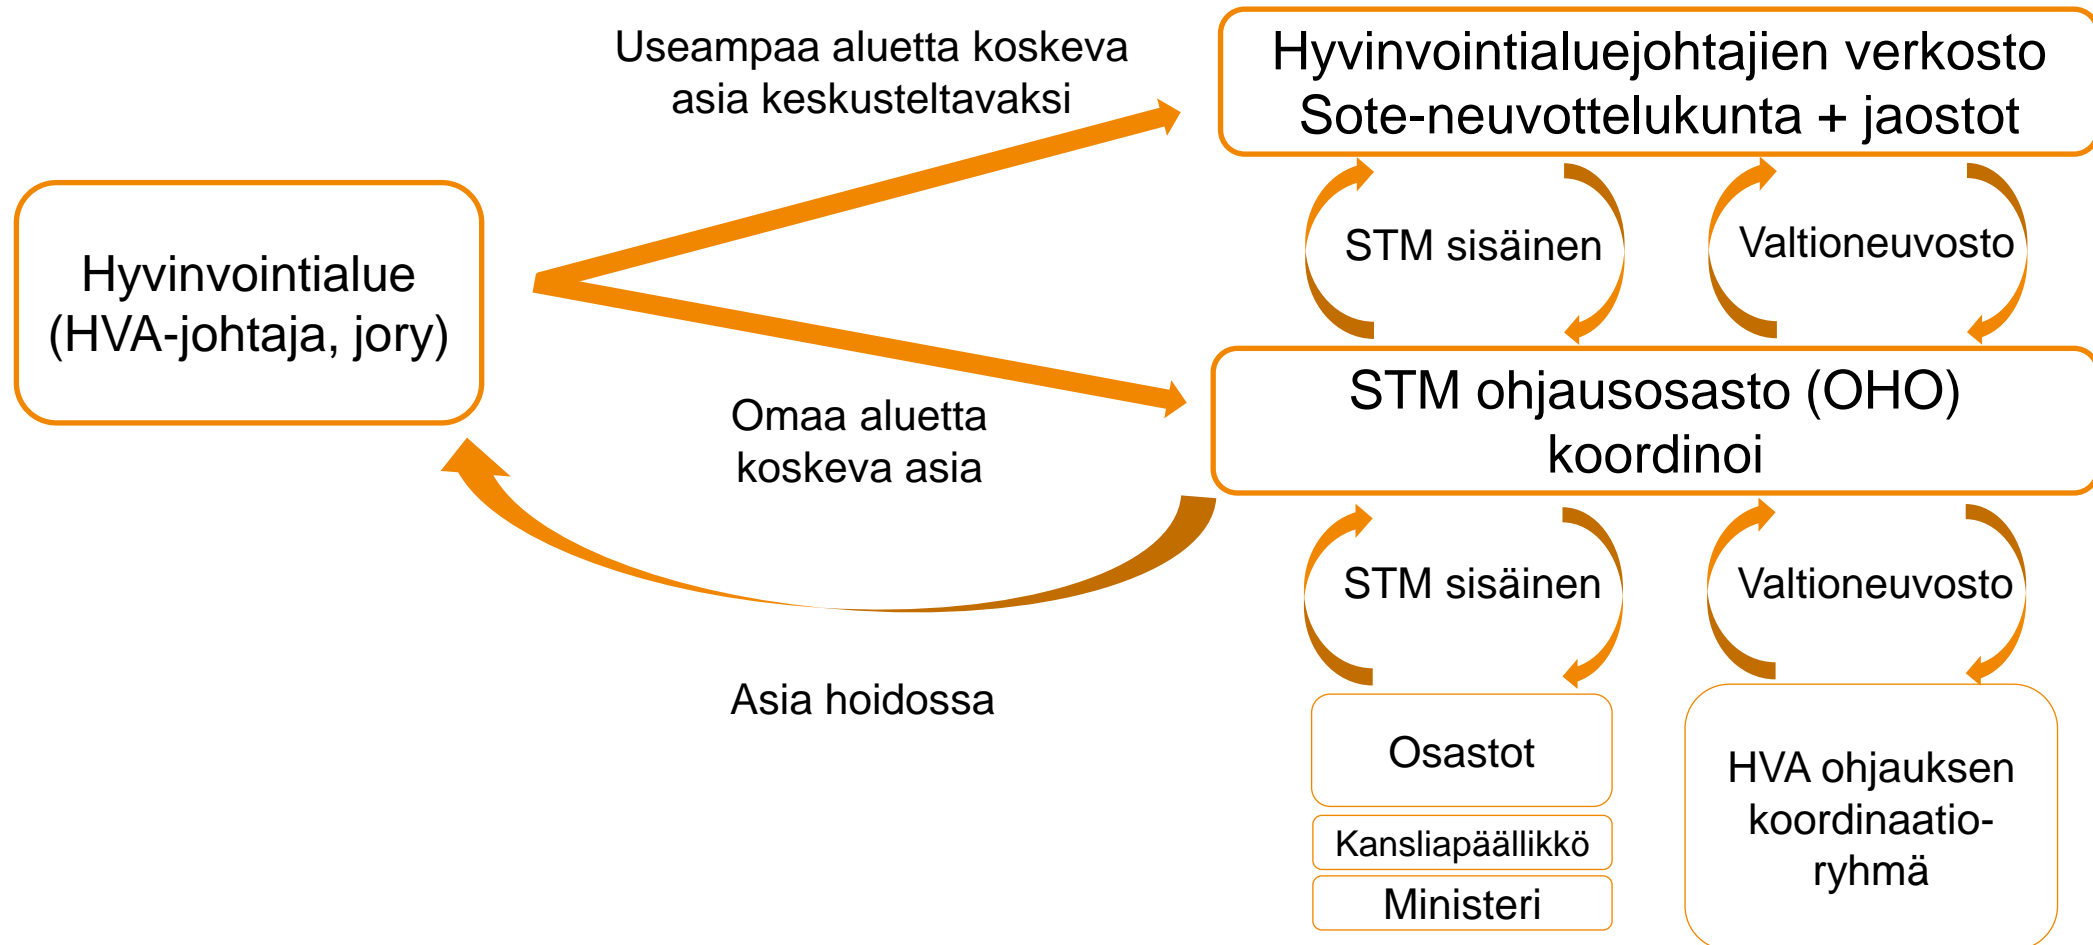 Useampaa aluetta koskeva
asia keskusteltavaksi
Hyvinvointialuejohtajien verkosto
Sote-neuvottelukunta + jaostot
Hyvinvointialue
(HVA-johtaja, jory)
STM sisäinen
Valtioneuvosto
Omaa aluetta
koskeva asia
STM ohjausosasto (OHO)
koordinoi
STM sisäinen
Valtioneuvosto
Asia hoidossa
Osastot
Kansliapäällikkö
Ministeri
HVA ohjauksen
koordinaatio-
ryhmä